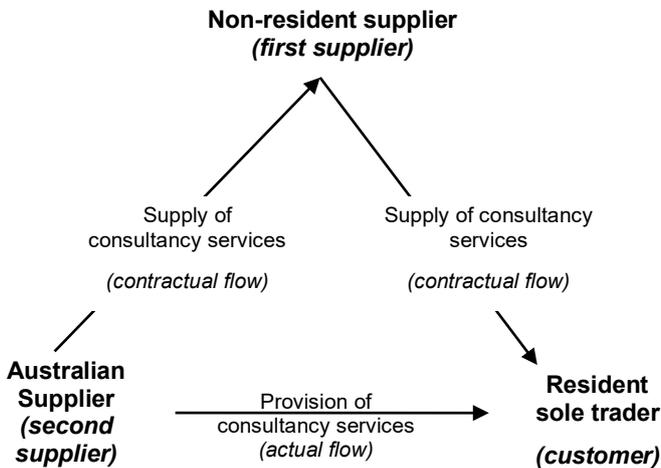 Non-resident supplier
(first supplier)
Supply of
consultancy services
(contractual flow)
Supply of consultancy
services
(contractual flow)
Australian
Supplier
(second
supplier)
Provision of
consultancy services
(actual flow)
Resident
sole trader
(customer)